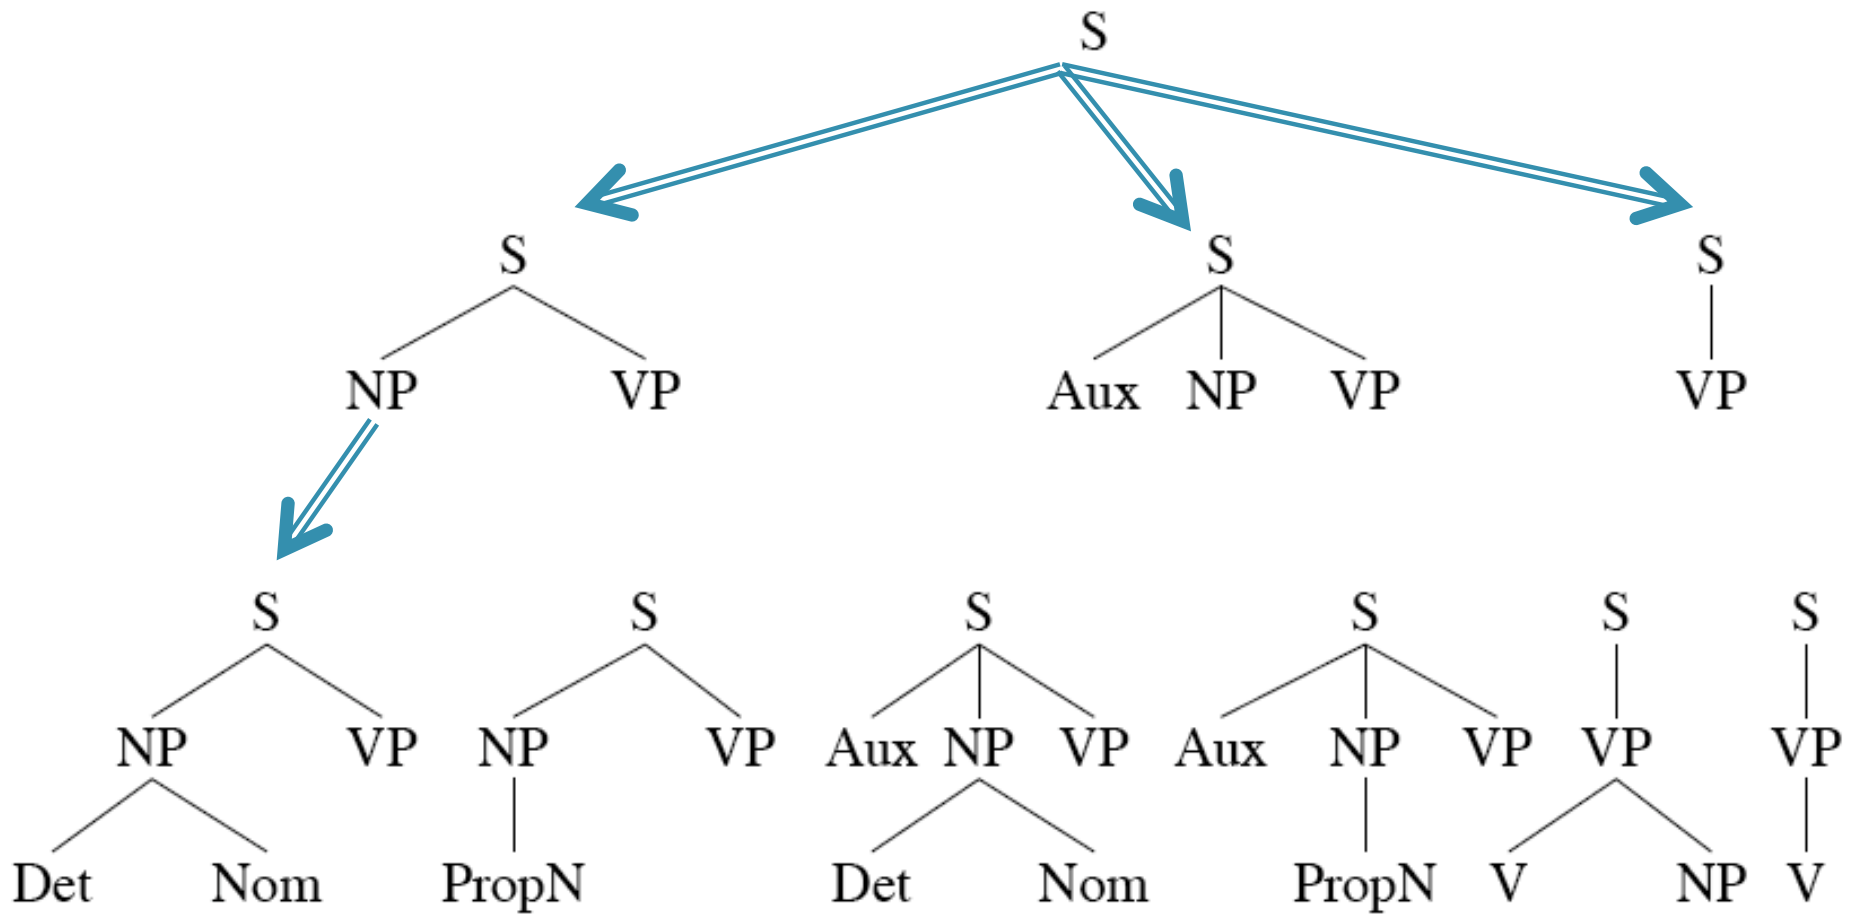 S
S S S
NP VP Aux NP VP VP
S S S S S S
NP VP NP VP Aux NP VP Aux NP VP VP VP
Det Nom PropN Det Nom PropN V NP V